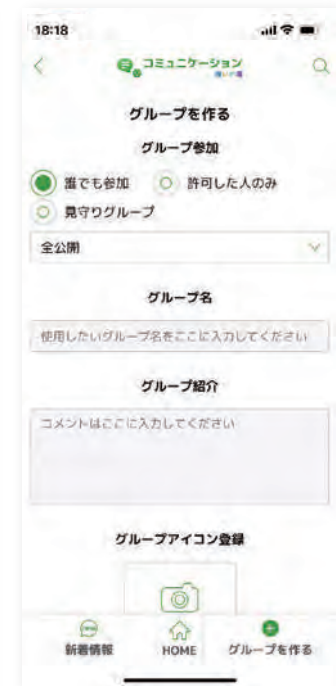 18:18
コミュニケーション
グループを作る
グループ参加
誰でも参加
許可した人のみ
見守りグループ
全公開
グループ名
使用したいグループ名をここに入力してください
グループ紹介
コメントはここに入力してください
グループアイコン登録
新着情報
HOME
グループを作る